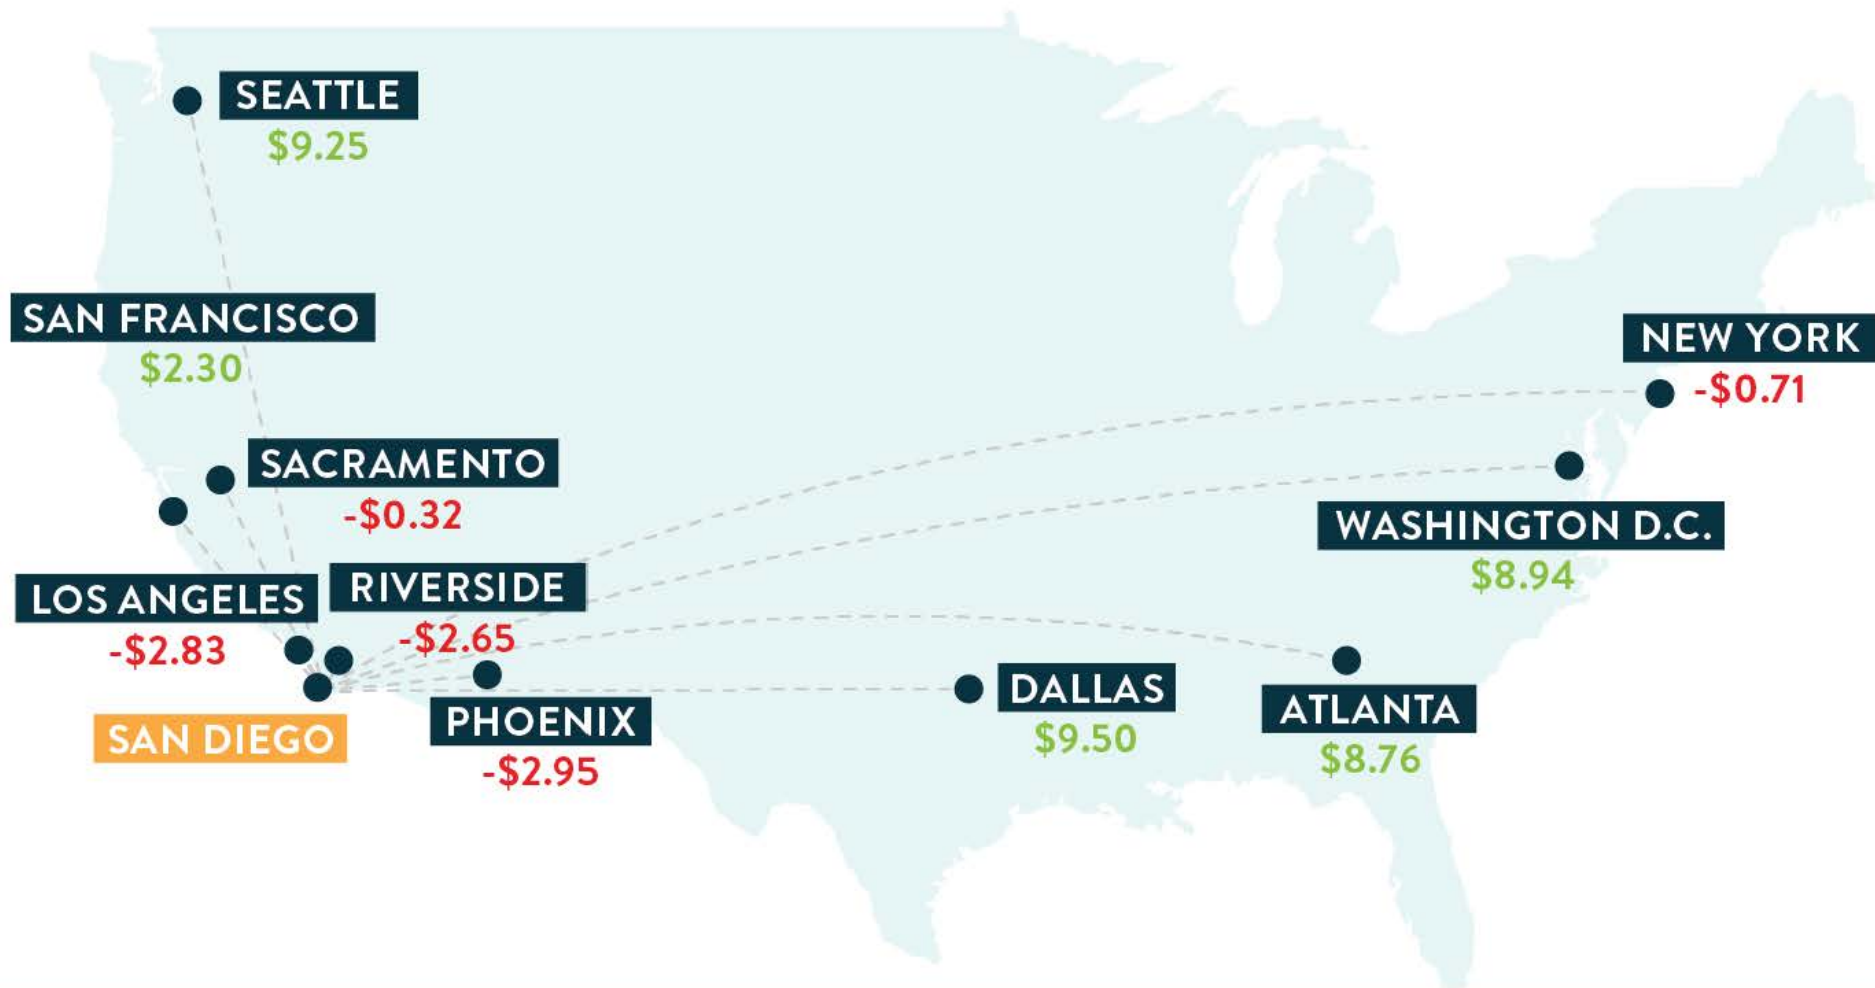 SEATTLE
$9.25
SAN FRANCISCO
$2.30
NEW YORK
-$0.71
SACRAMENTO
-$0.32
WASHINGTON D.C.
$8.94
LOS ANGELES
-$2.83
RIVERSIDE
-$2.65
DALLAS
$9.50
ATLANTA
$8.76
PHOENIX
-$2.95
SAN DIEGO